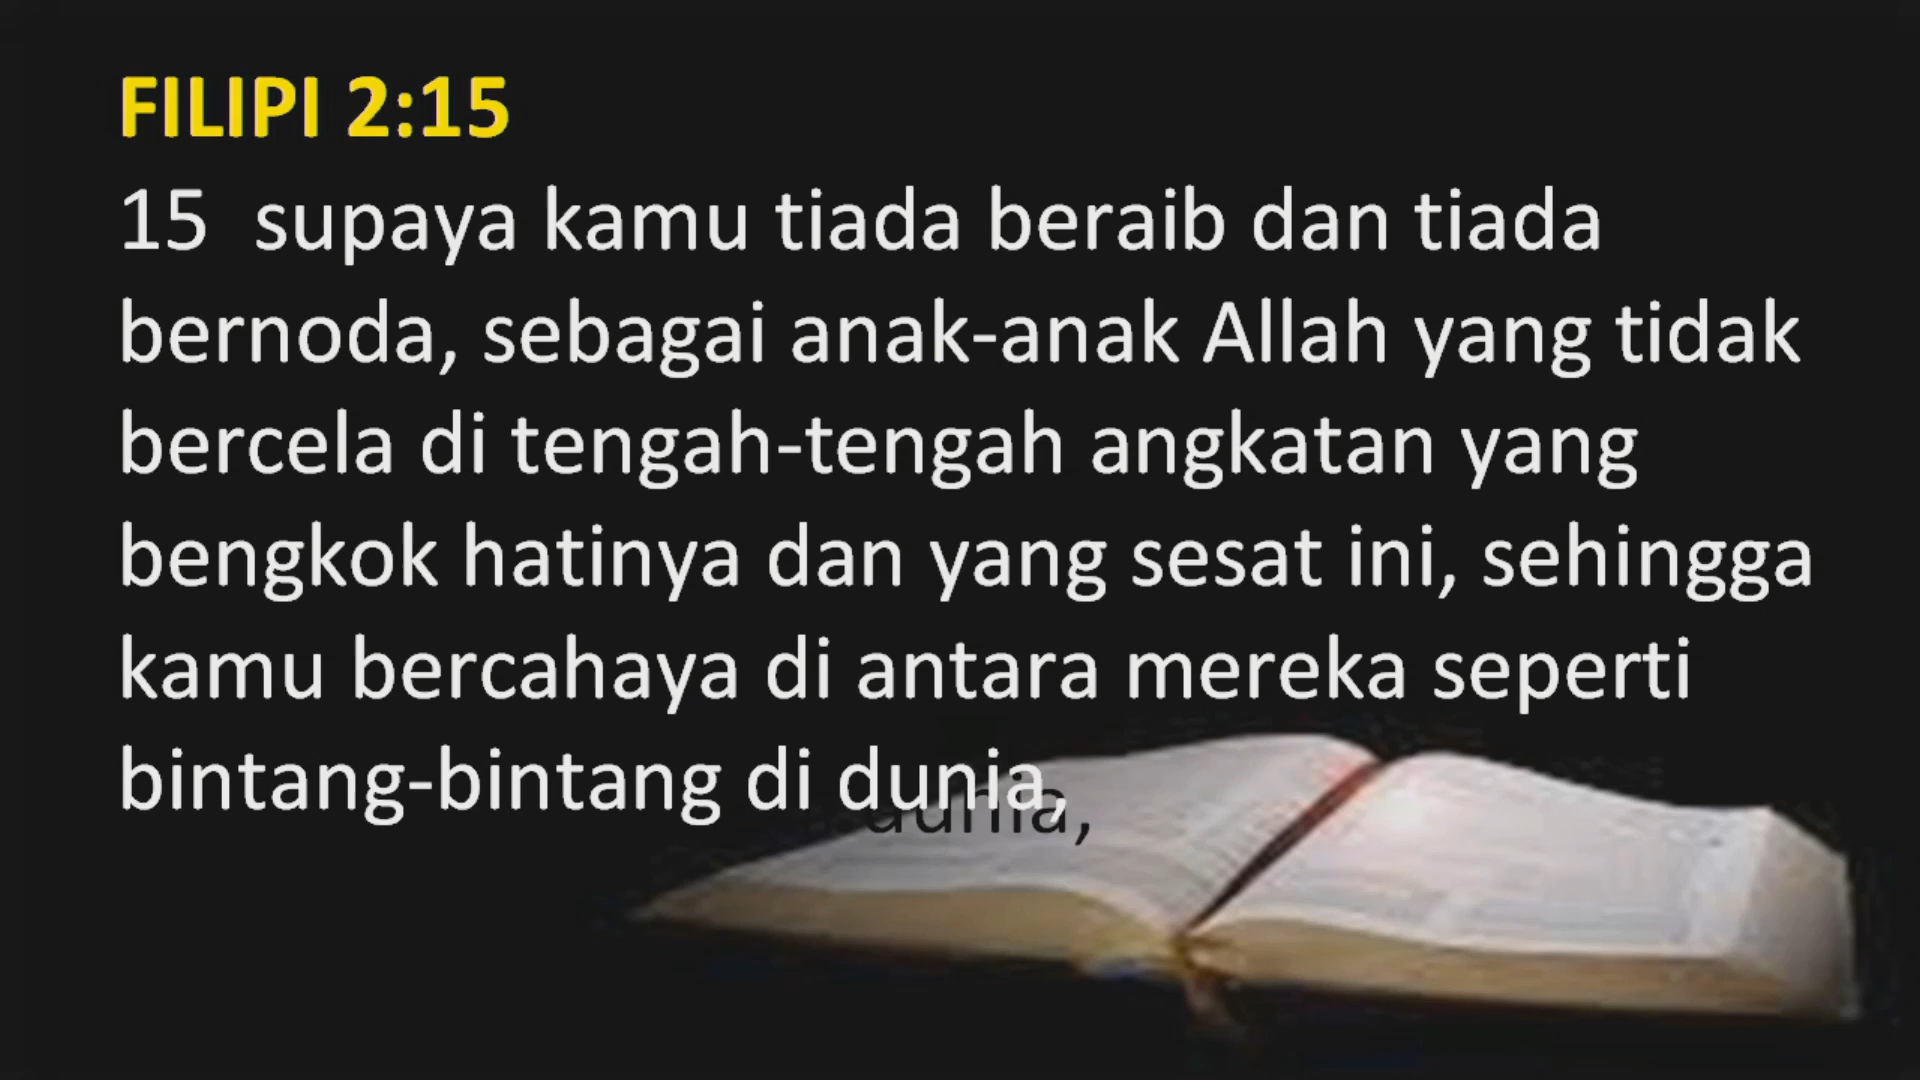 FILIPI 2:15
15 supaya kamu tiada beraib dan tiada
bernoda, sebagai anak-anak Allah yang tidak
bercela di tengah-tengah angkatan yang
bengkok hatinya dan yang sesat ini, sehingga
kamu bercahaya di antara mereka seperti
bintang-bintang di dunia,